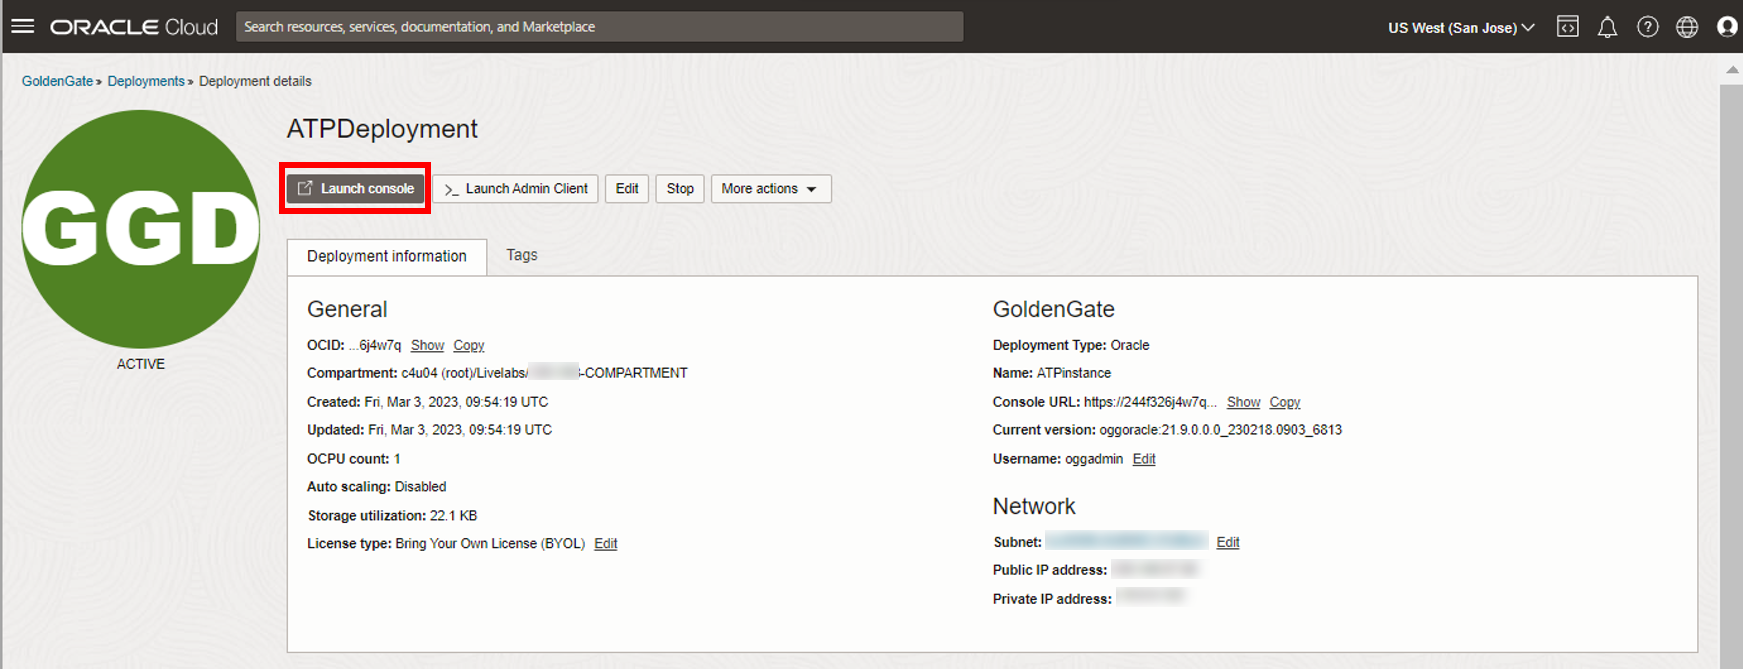 ORACLE Cloud Search resources, services, documentation, and Marketplace US West (San Jose)
GoldenGate » Deployments » Deployment details
GGD
ACTIVE
ATPDeployment
Launch console >_ Launch Admin Client Edit Stop More actions
Deployment information Tags
General
OCID: ...6j4w7q Show Copy
Compartment: c4u04 (root)/Livelabs/ -COMPARTMENT
Created: Fri, Mar 3, 2023, 09:54:19 UTC
Updated: Fri, Mar 3, 2023, 09:54:19 UTC
OCPU count: 1
Auto scaling: Disabled
Storage utilization: 22.1 KB
License type: Bring Your Own License (BYOL) Edit
GoldenGate
Deployment Type: Oracle
Name: ATPinstance
Console URL: https://244f326j4w7q... Show Copy
Current version: oggoracle:21.9.0.0.0_230218.0903_6813
Username: oggadmin Edit
Network
Subnet: Edit
Public IP address:
Private IP address: